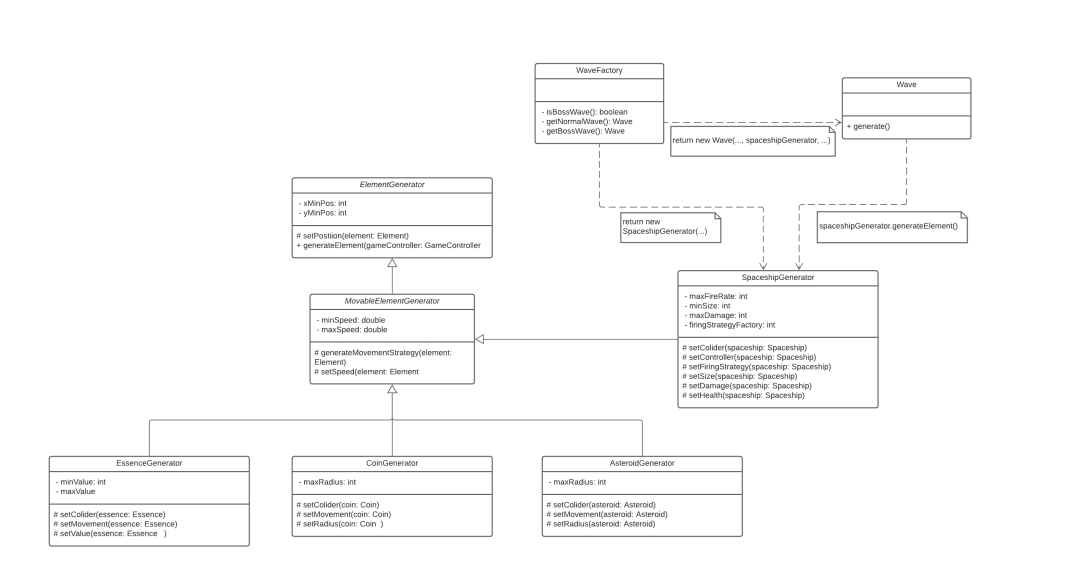 WaveFactory
- isBossWave(): boolean
- getNormalWave(): Wave
- getBossWave(): Wave
Wave
+ generate()
return new Wave(..., spaceshipGenerator, ...)
ElementGenerator
- xMinPos: int
- yMinPos: int
# setPostiion(element: Element)
+ generateElement(gameController: GameController
return new
SpaceshipGenerator(...)
spaceshipGenerator.generateElement()
SpaceshipGenerator
- maxFireRate: int
- minSize: int
- maxDamage: int
- firingStrategyFactory: int
# setColider(spaceship: Spaceship)
# setController(spaceship: Spaceship)
# setFiringStrategy(spaceship: Spaceship)
# setSize(spaceship: Spaceship)
# setDamage(spaceship: Spaceship)
# setHealth(spaceship: Spaceship)
MovableElementGenerator
- minSpeed: double
- maxSpeed: double
# generateMovementStrategy(element:
Element)
# setSpeed(element: Element
EssenceGenerator
- minValue: int
- maxValue
# setColider(essence: Essence)
# setMovement(essence: Essence)
# setValue(essence: Essence )
CoinGenerator
- maxRadius: int
# setColider(coin: Coin)
# setMovement(coin: Coin)
# setRadius(coin: Coin )
AsteroidGenerator
- maxRadius: int
# setColider(asteroid: Asteroid)
# setMovement(asteroid: Asteroid)
# setRadius(asteroid: Asteroid)